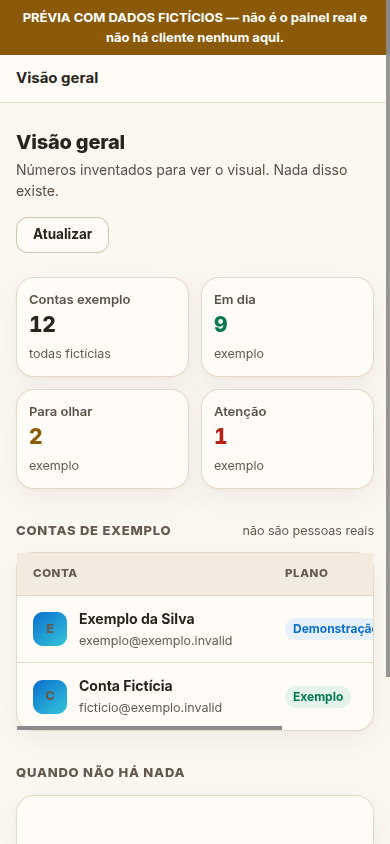 PRÉVIA COM DADOS FICTÍCIOS — não é o painel real e
não há cliente nenhum aqui.
Visão geral
Visão geral
Números inventados para ver o visual. Nada disso
existe.
Atualizar
Contas exemplo
12
todas fictícias
Em dia
9
exemplo
Para olhar
2
exemplo
Atenção
1
exemplo
CONTAS DE EXEMPLO
não são pessoas reais
CONTA PLANO
E Exemplo da Silva Demonstração
exemplo@exemplo.invalid
C Conta Fictícia Exemplo
ficticio@exemplo.invalid
QUANDO NÃO HÁ NADA